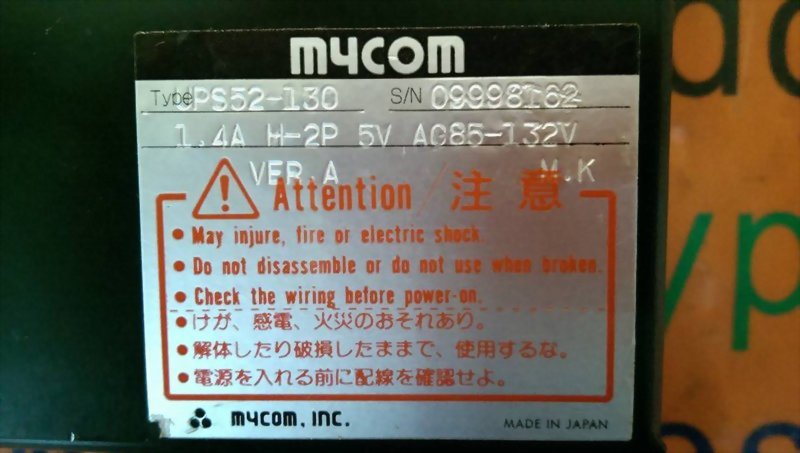 mycom
Type UPS52-130 S/N 09998162
1.4A H-2P 5V AC85-132V
VER.A M.K
Attention / 注意
• May injure, fire or electric shock.
• Do not disassemble or do not use when broken.
• Check the wiring before power-on.
• けが、感電、火災のおそれあり。
• 解体したり破損したままで、使用するな。
• 電源を入れる前に配線を確認せよ。
mycom, inc.
MADE IN JAPAN